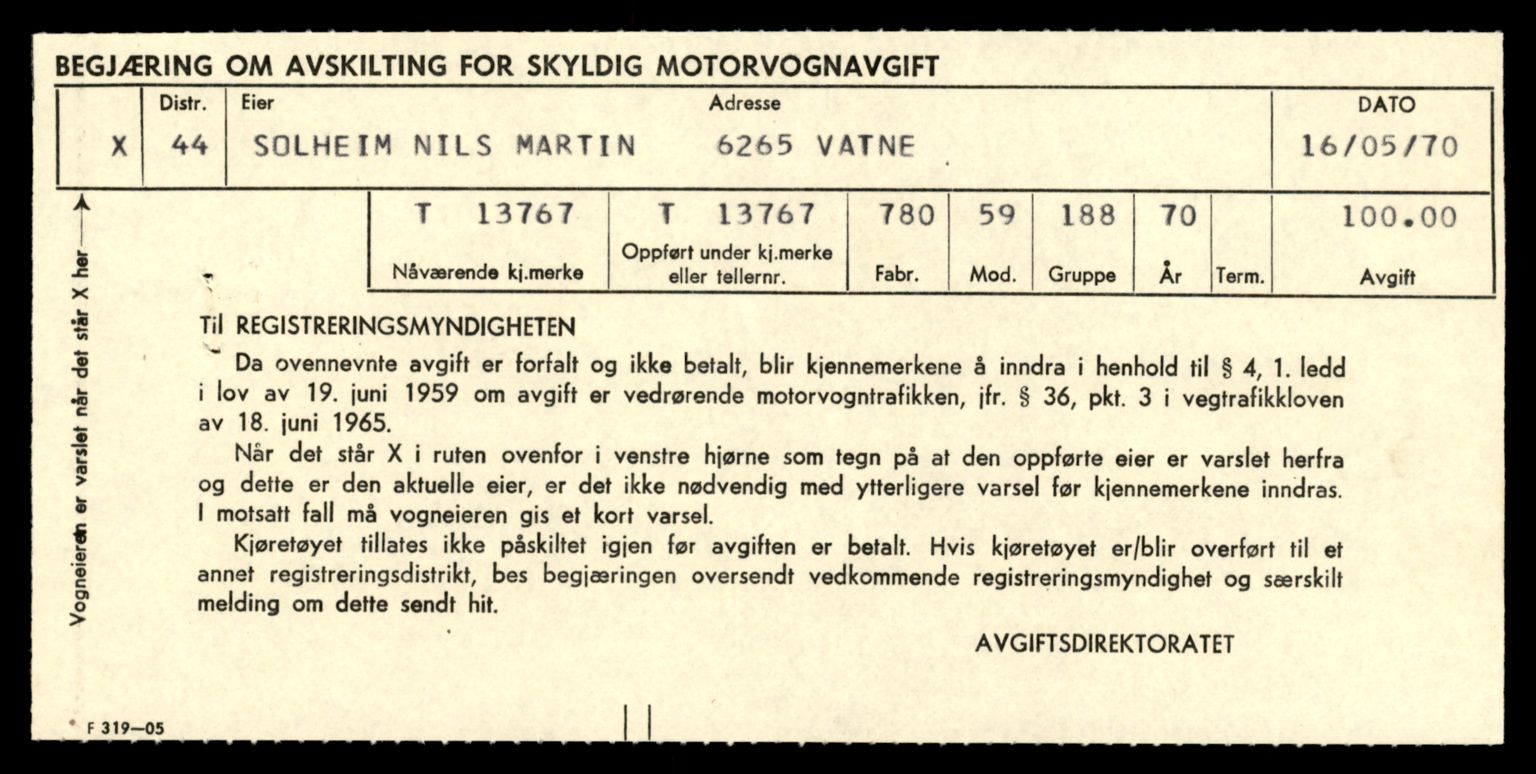 BEGJÆRING OM AVSKILTING FOR SKYLDIG MOTORVOGNAVGIFT
Distr. Eier Adresse DATO
X 44 SOLHEIM NILS MARTIN 6265 VATNE 16/05/70
T 13767 T 13767 780 59 188 70 100.00
Nåværende kj.merke Oppført under kj.merke eller tellernr. Fabr. Mod. Gruppe År Term. Avgift
Vogneieren er varslet når det står X her
Til REGISTRERINGSMYNDIGHETEN
Da ovennevnte avgift er forfalt og ikke betalt, blir kjennemerkene å inndra i henhold til § 4, 1. ledd
i lov av 19. juni 1959 om avgift er vedrørende motorvogntrafikken, jfr. § 36, pkt. 3 i vegtrafikkloven
av 18. juni 1965.
Når det står X i ruten ovenfor i venstre hjørne som tegn på at den oppførte eier er varslet herfra
og dette er den aktuelle eier, er det ikke nødvendig med ytterligere varsel før kjennemerkene inndras.
I motsatt fall må vogneieren gis et kort varsel.
Kjøretøyet tillates ikke påskiltet igjen før avgiften er betalt. Hvis kjøretøyet er/blir overført til et
annet registreringsdistrikt, bes begjæringen oversendt vedkommende registreringsmyndighet og særskilt
melding om dette sendt hit.
AVGIFTSDIREKTORATET
F 319—05